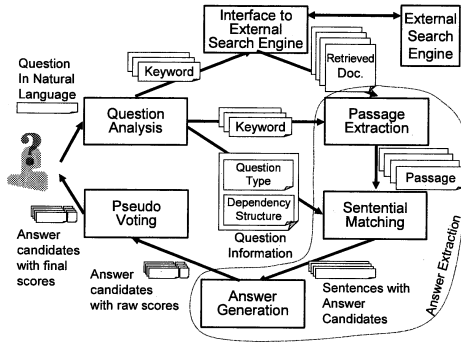 Interface to
External
Search Engine
External
Search
Engine
Question
In Natural
Language
Keyword
Retrieved
Doc.
Question
Analysis
Keyword
Passage
Extraction
?
Question
Type
Dependency
Structure
Passage
Pseudo
Voting
Question
Information
Sentential
Matching
Answer
candidates
with final
scores
Answer
candidates
with raw scores
Answer
Generation
Sentences with
Answer
Candidates
Answer Extraction